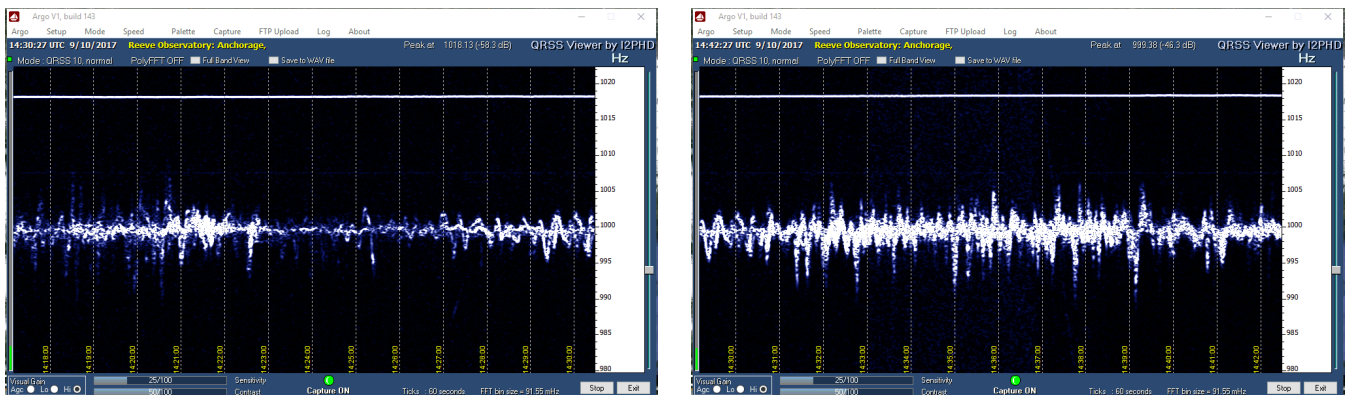 Argo V1, build 143
Argo Setup Mode Speed Palette Capture FTP Upload Log About
14:30:27 UTC 9/10/2017 Reeve Observatory: Anchorage, Peak at 1018.13 (-58.3 dB) QRSS Viewer by I2PHD
Mode : QRSS 10, normal PolyFFT OFF Full Band View Save to WAV file Hz
1020
1015
1010
1005
1000
995
990
985
980
14:18:00 14:19:00 14:20:00 14:21:00 14:22:00 14:23:00 14:24:00 14:25:00 14:26:00 14:27:00 14:28:00 14:29:00 14:30:00
Visual Gain 25/100 Sensitivity
Agc Lo Hi 50/100 Contrast Capture ON Ticks : 60 seconds FFT bin size = 91.55 mHz Stop Exit
Argo V1, build 143
Argo Setup Mode Speed Palette Capture FTP Upload Log About
14:42:27 UTC 9/10/2017 Reeve Observatory: Anchorage, Peak at 999.38 (-46.3 dB) QRSS Viewer by I2PHD
Mode : QRSS 10, normal PolyFFT OFF Full Band View Save to WAV file Hz
1020
1015
1010
1005
1000
995
990
985
980
14:30:00 14:31:00 14:32:00 14:33:00 14:34:00 14:35:00 14:36:00 14:37:00 14:38:00 14:39:00 14:40:00 14:41:00 14:42:00
Visual Gain 25/100 Sensitivity
Agc Lo Hi 50/100 Contrast Capture ON Ticks : 60 seconds FFT bin size = 91.55 mHz Stop Exit